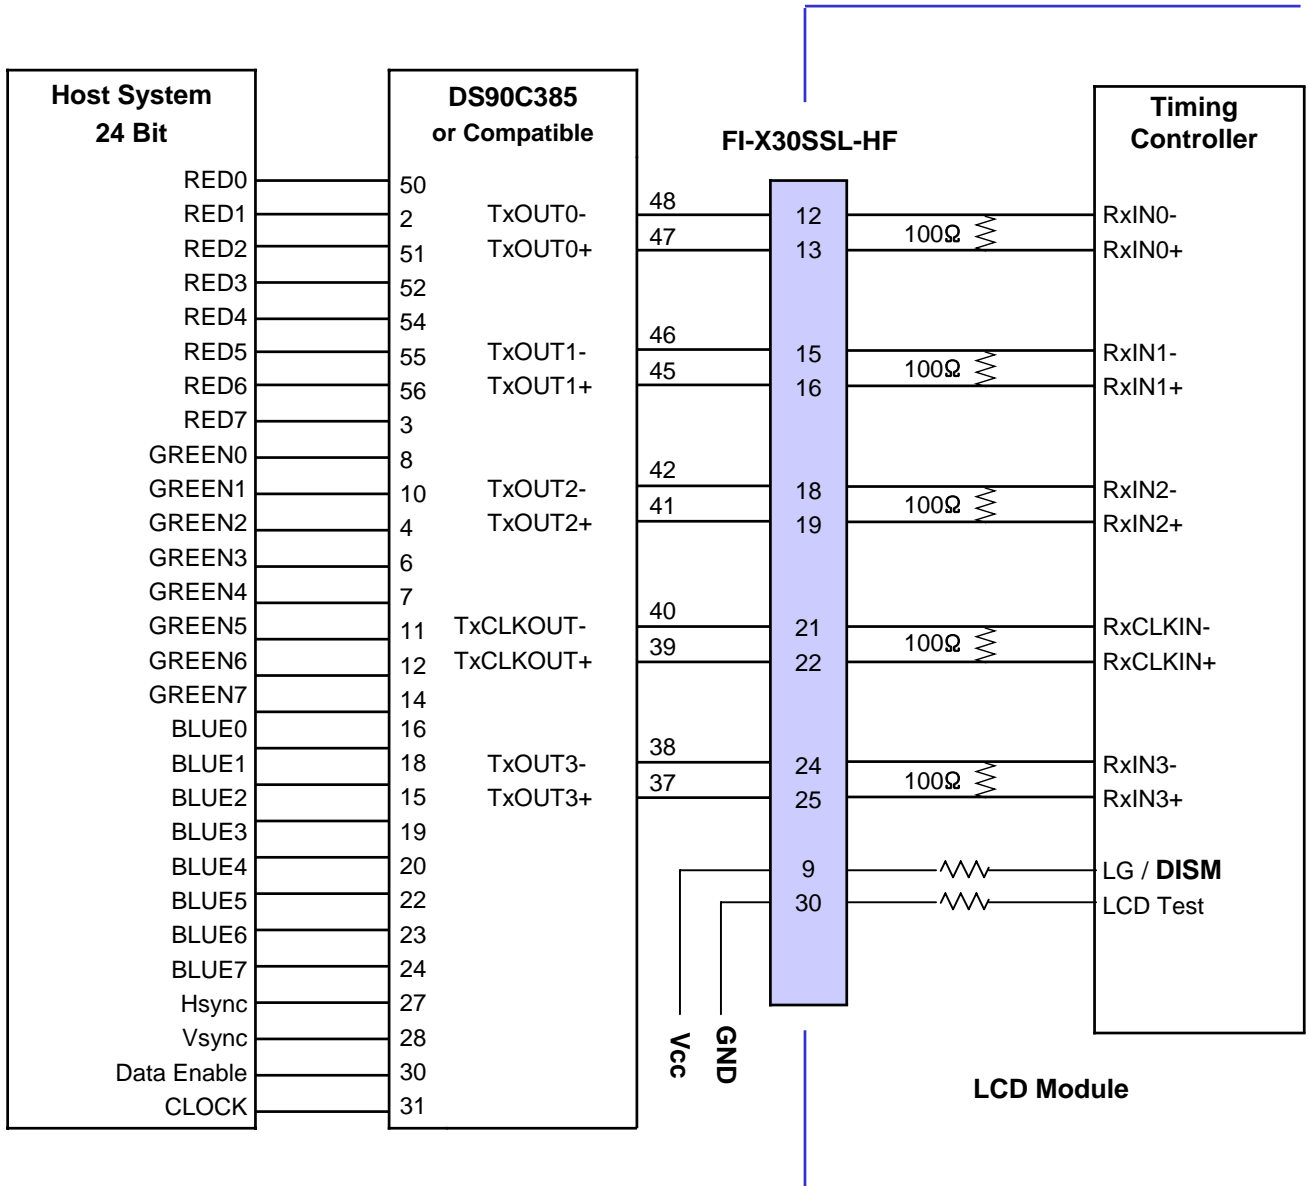 Host System
24 Bit
RED0
RED1
RED2
RED3
RED4
RED5
RED6
RED7
GREEN0
GREEN1
GREEN2
GREEN3
GREEN4
GREEN5
GREEN6
GREEN7
BLUE0
BLUE1
BLUE2
BLUE3
BLUE4
BLUE5
BLUE6
BLUE7
Hsync
Vsync
Data Enable
CLOCK
DS90C385
or Compatible
50
2
51
52
54
55
56
3
8
10
4
6
7
11
12
14
16
18
15
19
20
22
23
24
27
28
30
31
TxOUT0-
TxOUT0+
TxOUT1-
TxOUT1+
TxOUT2-
TxOUT2+
TxCLKOUT-
TxCLKOUT+
TxOUT3-
TxOUT3+
48
47
46
45
42
41
40
39
38
37
Vcc
GND
FI-X30SSL-HF
12
13
15
16
18
19
21
22
24
25
9
30
100Ω
100Ω
100Ω
100Ω
100Ω
Timing
Controller
RxIN0-
RxIN0+
RxIN1-
RxIN1+
RxIN2-
RxIN2+
RxCLKIN-
RxCLKIN+
RxIN3-
RxIN3+
LG / DISM
LCD Test
LCD Module